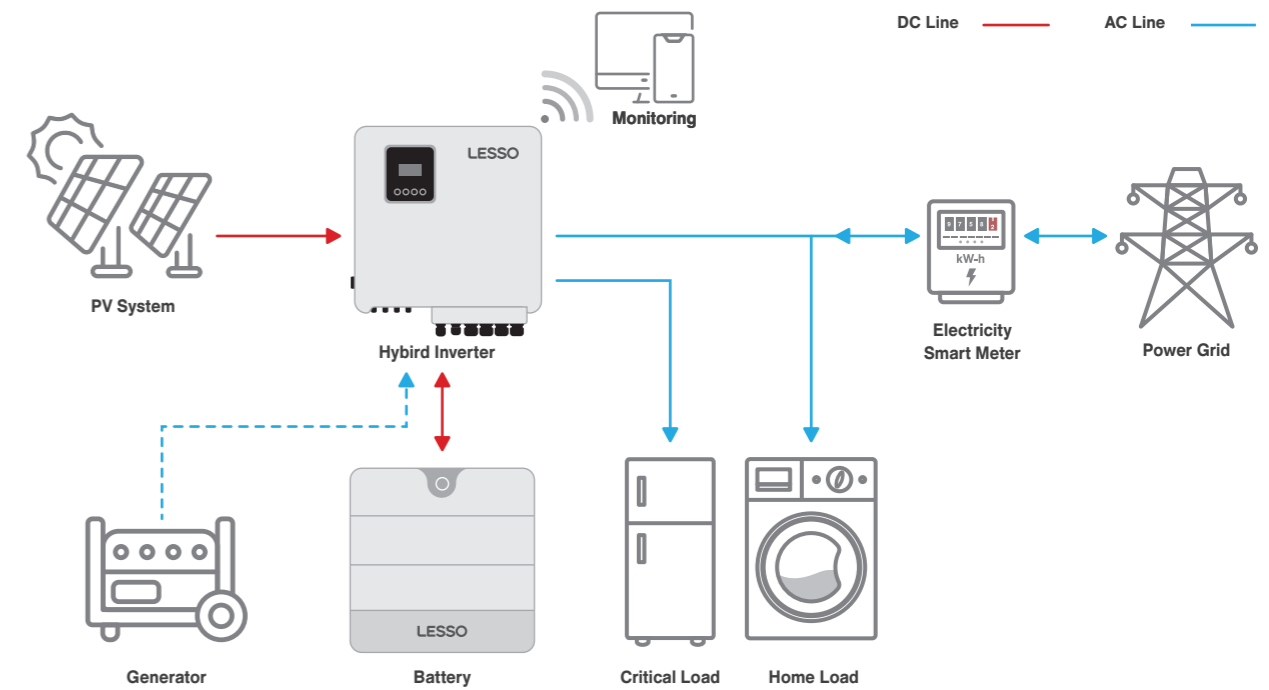 DC Line
AC Line
Monitoring
LESSO
PV System
Hybird Inverter
kW-h
Electricity
Smart Meter
Power Grid
LESSO
Generator
Battery
Critical Load
Home Load